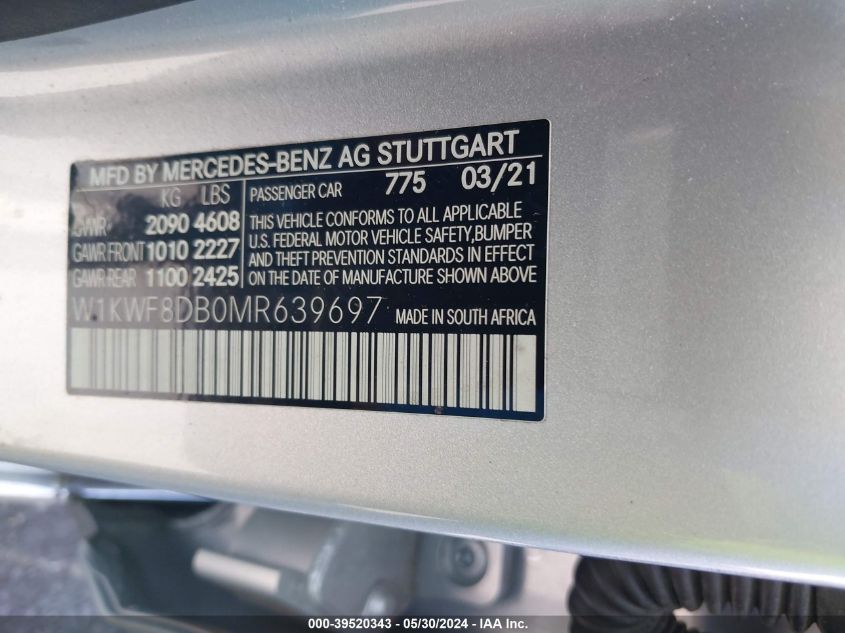 MFD BY MERCEDES-BENZ AG STUTTGART
KG LBS
GVWR 2090 4608
GAWR FRONT 1010 2227
GAWR REAR 1100 2425
PASSENGER CAR 775 03/21
THIS VEHICLE CONFORMS TO ALL APPLICABLE
U.S. FEDERAL MOTOR VEHICLE SAFETY,BUMPER
AND THEFT PREVENTION STANDARDS IN EFFECT
ON THE DATE OF MANUFACTURE SHOWN ABOVE
W1KWF8DB0MR639697 MADE IN SOUTH AFRICA
000-39520343 / 05/30/2024 - IAA Inc.